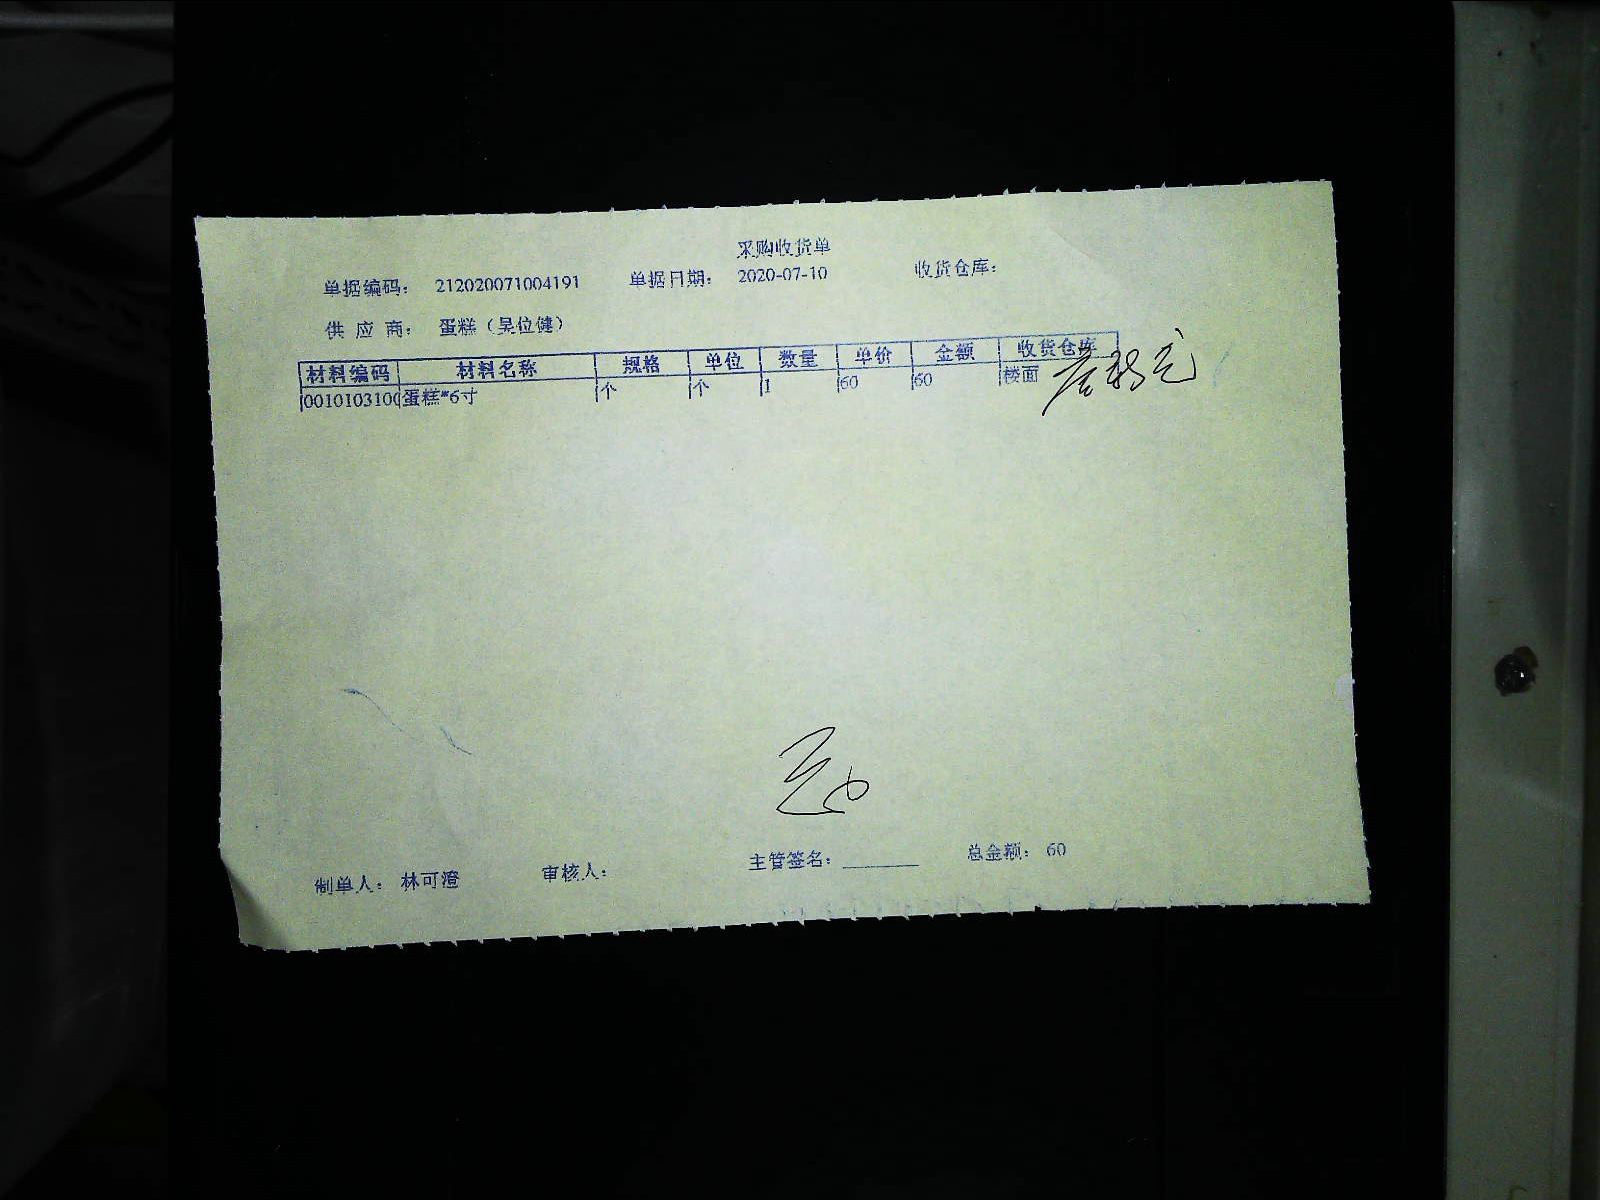 采购收货单
单据编码： 212020071004191 单据日期： 2020-07-10 收货仓库：
供 应 商： 蛋糕（吴位健）
材料编码 材料名称 规格 单位 数量 单价 金额 收货仓库
0010103100 蛋糕*6寸 个 个 1 60 60 楼面
制单人： 林可澄 审核人： 主管签名： 总金额： 60